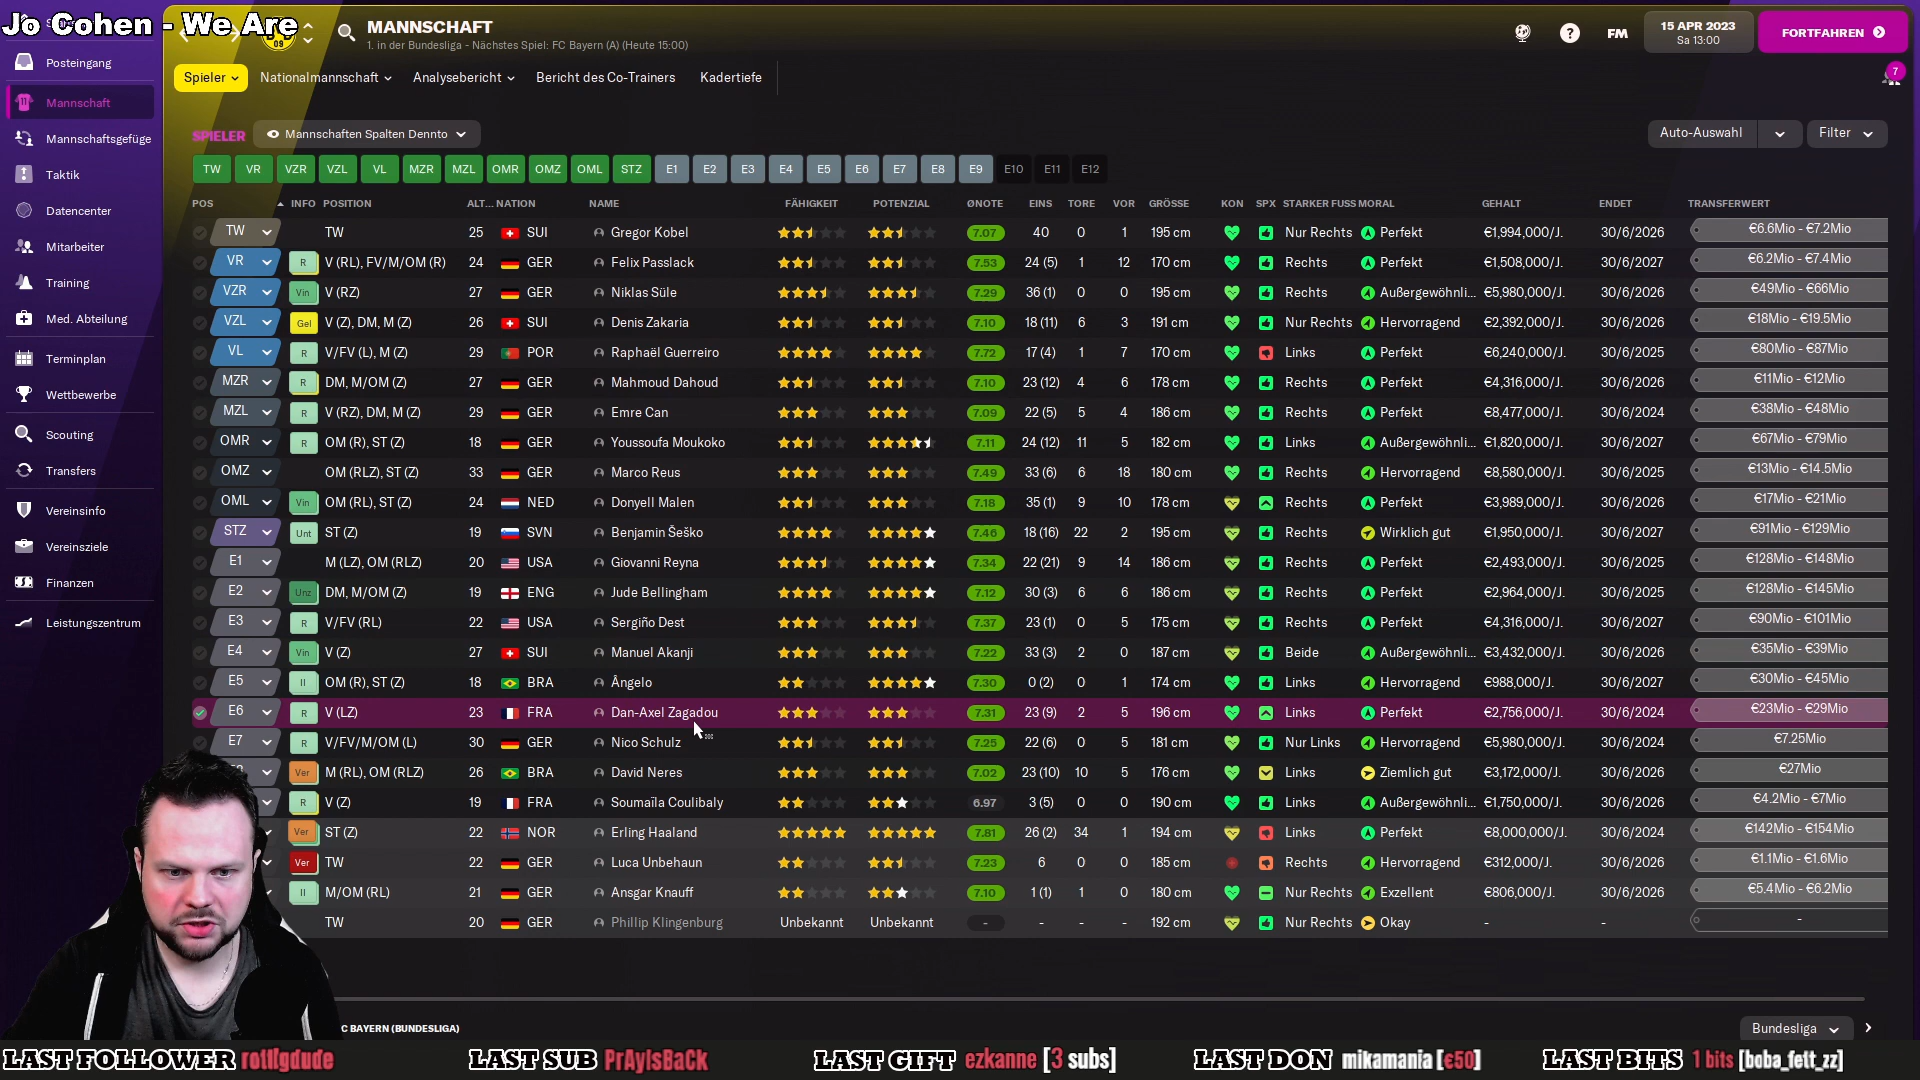 Jo Cohen - We Are
09
MANNSCHAFT
1. in der Bundesliga - Nächstes Spiel: FC Bayern (A) (Heute 15:00)
FM
15 APR 2023
Sa 13:00
FORTFAHREN
Posteingang
Mannschaft
Mannschaftsgefüge
Taktik
Datencenter
Mitarbeiter
Training
Med. Abteilung
Terminplan
Wettbewerbe
Scouting
Transfers
Vereinsinfo
Vereinsziele
Finanzen
Leistungszentrum
Spieler
Nationalmannschaft
Analysebericht
Bericht des Co-Trainers
Kadertiefe
7
SPIELER
Mannschaften Spalten Dennto
Auto-Auswahl
Filter
TW VR VZR VZL VL MZR MZL OMR OMZ OML STZ E1 E2 E3 E4 E5 E6 E7 E8 E9 E10 E11 E12
POS INFO POSITION ALT... NATION NAME FÄHIGKEIT POTENZIAL ØNOTE EINS TORE VOR GRÖSSE KON SPX STARKER FUSS MORAL GEHALT ENDET TRANSFERWERT
TW TW 25 SUI Gregor Kobel 7.07 40 0 1 195 cm Nur Rechts Perfekt €1,994,000/J. 30/6/2026 €6.6Mio - €7.2Mio
VR R V (RL), FV/M/OM (R) 24 GER Felix Passlack 7.53 24 (5) 1 12 170 cm Rechts Perfekt €1,508,000/J. 30/6/2027 €6.2Mio - €7.4Mio
VZR Vin V (RZ) 27 GER Niklas Süle 7.29 36 (1) 0 0 195 cm Rechts Außergewöhnli... €5,980,000/J. 30/6/2026 €49Mio - €66Mio
VZL Gel V (Z), DM, M (Z) 26 SUI Denis Zakaria 7.10 18 (11) 6 3 191 cm Nur Rechts Hervorragend €2,392,000/J. 30/6/2026 €18Mio - €19.5Mio
VL R V/FV (L), M (Z) 29 POR Raphaël Guerreiro 7.72 17 (4) 1 7 170 cm Links Perfekt €6,240,000/J. 30/6/2025 €80Mio - €87Mio
MZR R DM, M/OM (Z) 27 GER Mahmoud Dahoud 7.10 23 (12) 4 6 178 cm Rechts Perfekt €4,316,000/J. 30/6/2026 €11Mio - €12Mio
MZL R V (RZ), DM, M (Z) 29 GER Emre Can 7.09 22 (5) 5 4 186 cm Rechts Perfekt €8,477,000/J. 30/6/2024 €38Mio - €48Mio
OMR R OM (R), ST (Z) 18 GER Youssoufa Moukoko 7.11 24 (12) 11 5 182 cm Links Außergewöhnli... €1,820,000/J. 30/6/2027 €67Mio - €79Mio
OMZ OM (RLZ), ST (Z) 33 GER Marco Reus 7.49 33 (6) 6 18 180 cm Rechts Hervorragend €8,580,000/J. 30/6/2025 €13Mio - €14.5Mio
OML Vin OM (RL), ST (Z) 24 NED Donyell Malen 7.18 35 (1) 9 10 178 cm Rechts Perfekt €3,989,000/J. 30/6/2026 €17Mio - €21Mio
STZ Unt ST (Z) 19 SVN Benjamin Šeško 7.46 18 (16) 22 2 195 cm Rechts Wirklich gut €1,950,000/J. 30/6/2027 €91Mio - €129Mio
E1 M (LZ), OM (RLZ) 20 USA Giovanni Reyna 7.34 22 (21) 9 14 186 cm Rechts Perfekt €2,493,000/J. 30/6/2026 €128Mio - €148Mio
E2 Unz DM, M/OM (Z) 19 ENG Jude Bellingham 7.12 30 (3) 6 6 186 cm Rechts Perfekt €2,964,000/J. 30/6/2026 €128Mio - €145Mio
E3 R V/FV (RL) 22 USA Sergiño Dest 7.37 23 (1) 0 5 175 cm Rechts Perfekt €4,316,000/J. 30/6/2027 €90Mio - €101Mio
E4 Vin V (Z) 27 SUI Manuel Akanji 7.22 33 (3) 2 0 187 cm Beide Außergewöhnli... €3,432,000/J. 30/6/2026 €35Mio - €39Mio
E5 II OM (R), ST (Z) 18 BRA Ângelo 7.30 0 (2) 0 1 174 cm Links Hervorragend €988,000/J. 30/6/2027 €30Mio - €45Mio
E6 R V (LZ) 23 FRA Dan-Axel Zagadou 7.31 23 (9) 2 5 196 cm Links Perfekt €2,756,000/J. 30/6/2024 €23Mio - €29Mio
E7 R V/FV/M/OM (L) 30 GER Nico Schulz 7.25 22 (6) 0 5 181 cm Nur Links Hervorragend €5,980,000/J. 30/6/2024 €7.25Mio
Ver M (RL), OM (RLZ) 26 BRA David Neres 7.02 23 (10) 10 5 176 cm Links Ziemlich gut €3,172,000/J. 30/6/2026 €27Mio
R V (Z) 19 FRA Soumaïla Coulibaly 6.97 3 (5) 0 0 190 cm Links Außergewöhnli... €1,750,000/J. 30/6/2026 €4.2Mio - €7Mio
Ver ST (Z) 22 NOR Erling Haaland 7.81 26 (2) 34 1 194 cm Links Perfekt €8,000,000/J. 30/6/2024 €142Mio - €154Mio
Ver TW 22 GER Luca Unbehaun 7.23 6 0 0 185 cm Rechts Hervorragend €312,000/J. 30/6/2026 €1.1Mio - €1.6Mio
II M/OM (RL) 21 GER Ansgar Knauff 7.10 1 (1) 1 0 180 cm Nur Rechts Exzellent €806,000/J. 30/6/2026 €5.4Mio - €6.2Mio
TW 20 GER Phillip Klingenburg Unbekannt Unbekannt - - - - 192 cm Nur Rechts Okay - - -
C BAYERN (BUNDESLIGA)
Bundesliga
LAST FOLLOWER rottigdude LAST SUB PrAyIsBaCk LAST GIFT ezkanne [3 subs] LAST DON mikamania [€50] LAST BITS 1 bits [boba_fett_zz]